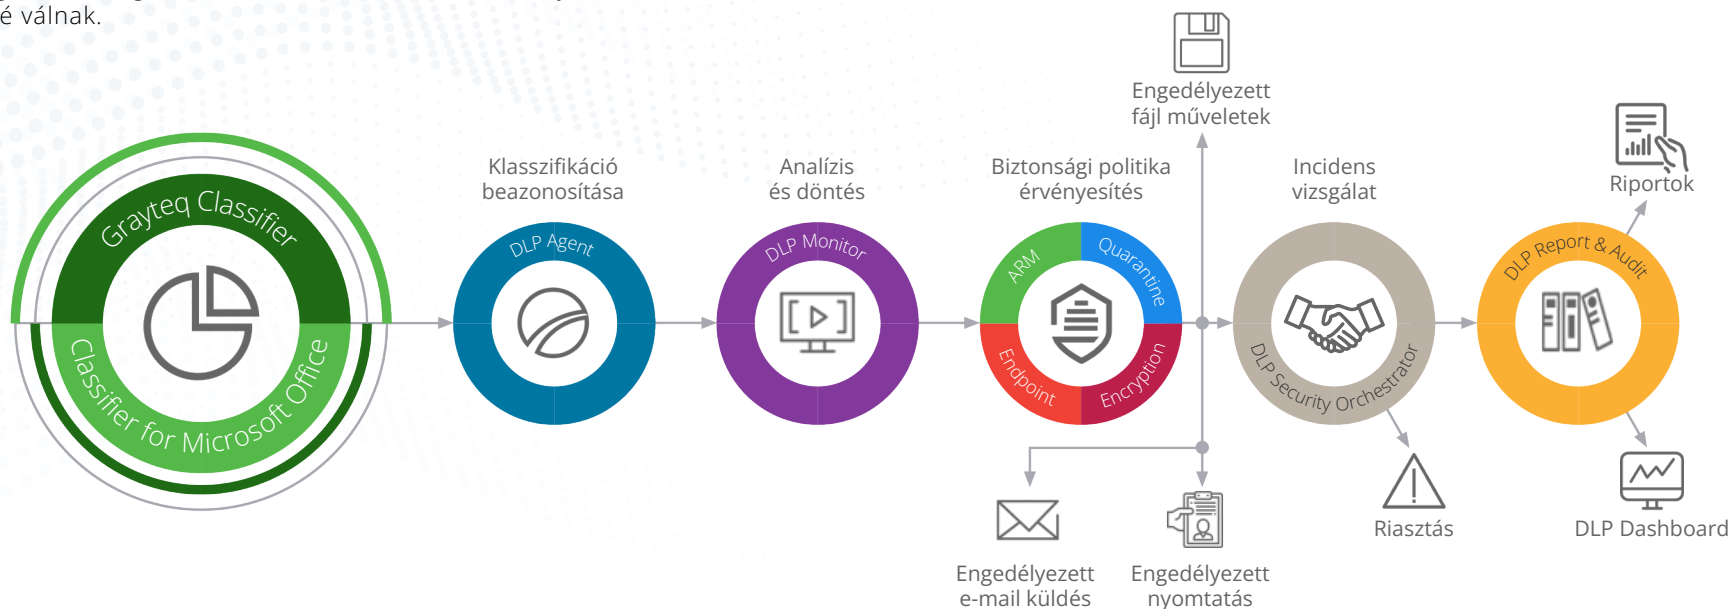 é válnak.
Grayteq Classifier
Classifier for Microsoft Office
Klasszifikáció
beazonosítása
DLP Agent
Analízis
és döntés
DLP Monitor
Biztonsági politika
érvényesítés
ARM
Quarantine
Endpoint
Encryption
Engedélyezett
fájl műveletek
Engedélyezett
e-mail küldés
Engedélyezett
nyomtatás
Incidens
vizsgálat
DLP Security Orchestrator
Riasztás
DLP Report & Audit
Riportok
DLP Dashboard